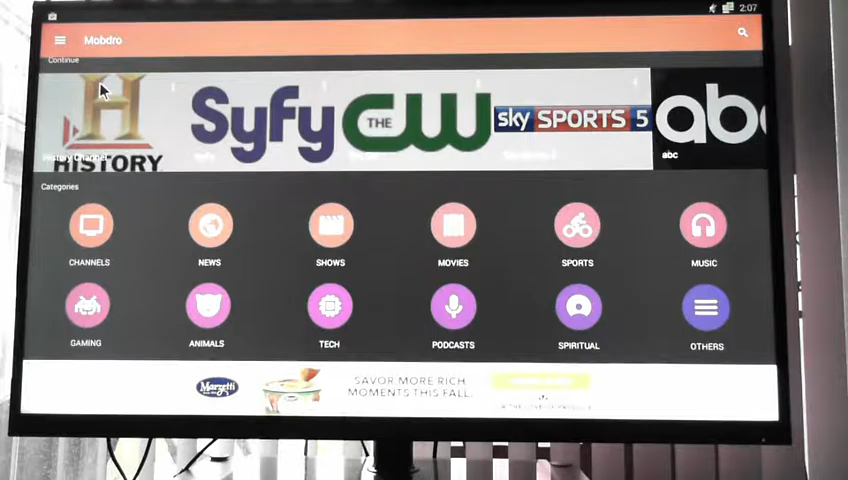 2:07
Mobdro
Continue
H
HISTORY
History Channel
Syfy
THE CW
sky SPORTS 5
abc
abc
Categories
CHANNELS NEWS SHOWS MOVIES SPORTS MUSIC
GAMING ANIMALS TECH PODCASTS SPIRITUAL OTHERS
Marzetti
SAVOR MORE RICH
MOMENTS THIS FALL.